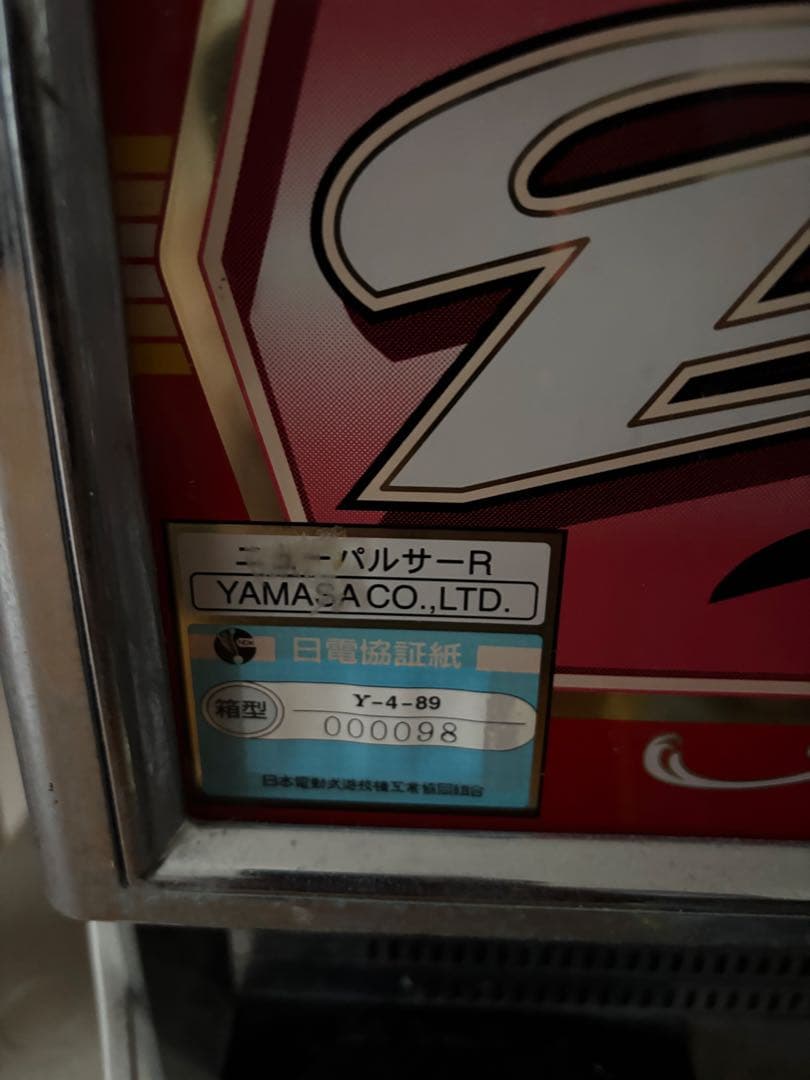 ニューパルサーR
YAMASA CO.,LTD.
日電協証紙
箱型
Y-4-89
000098
日本電動式遊技機工業協同組合